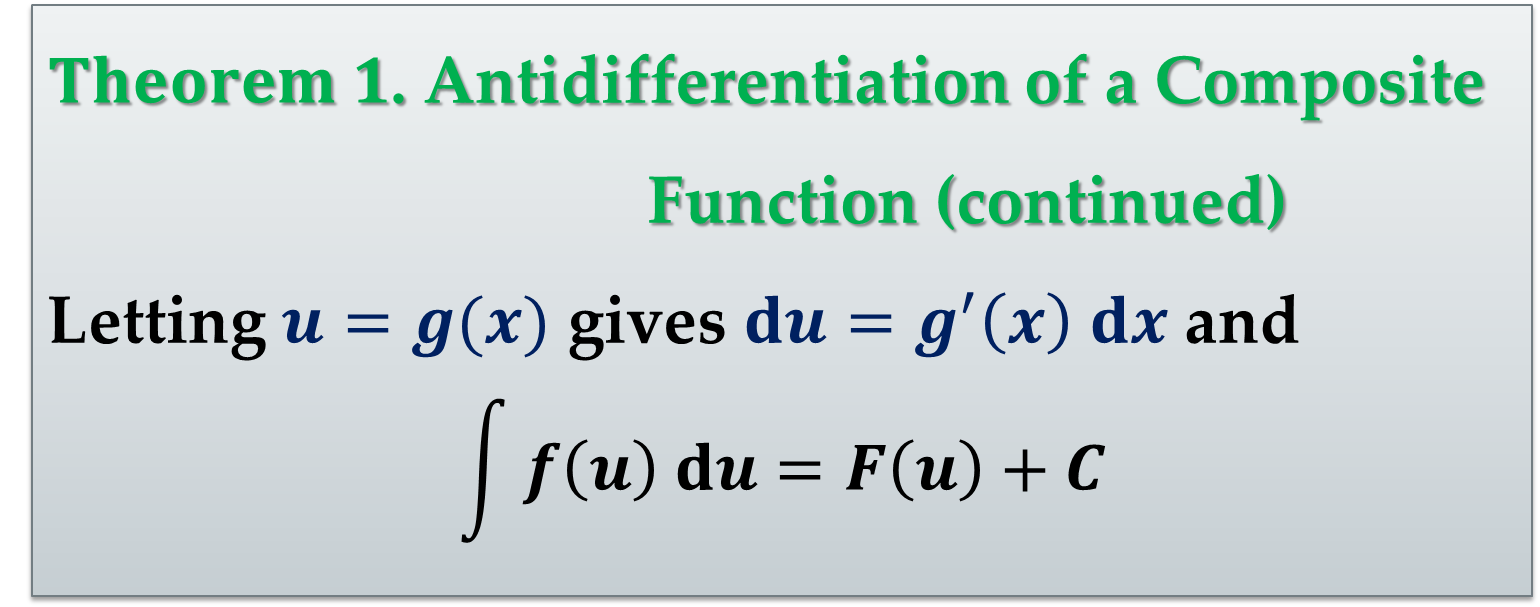 Theorem 1. Antidifferentiation of a Composite
Function (continued)
Letting u = g(x) gives du = g′(x) dx and
∫ f(u) du = F(u) + C